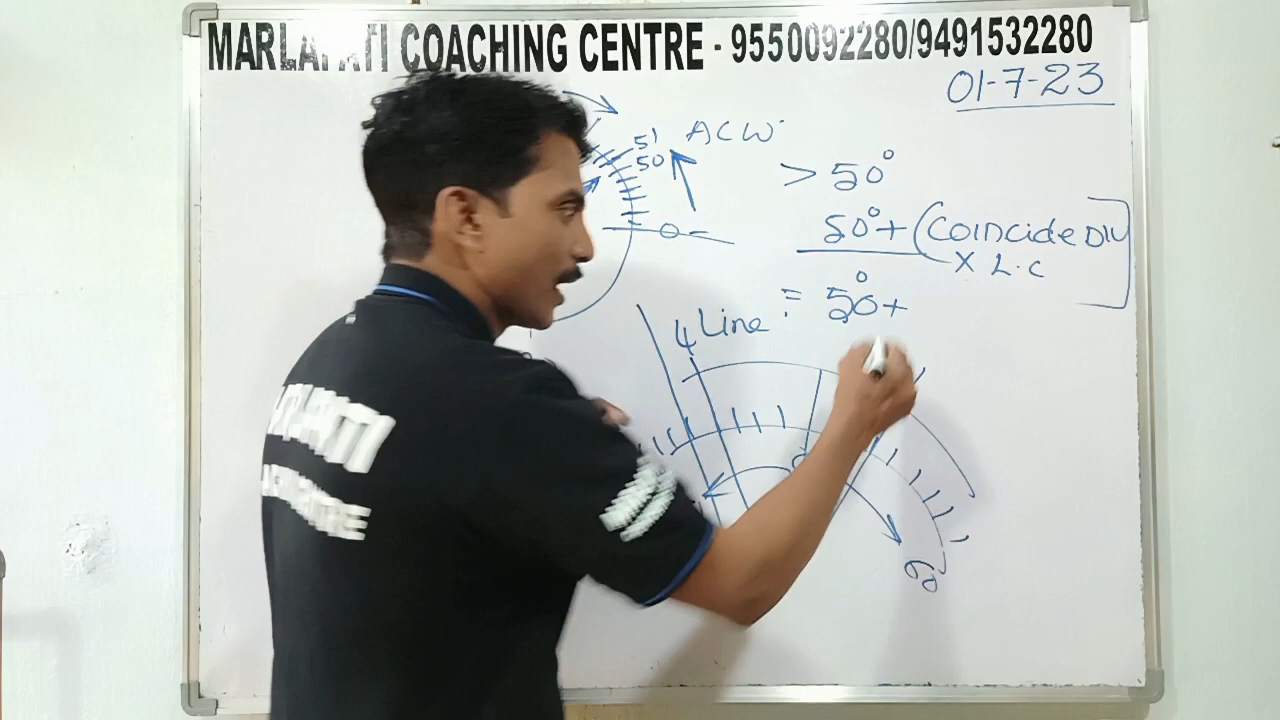 MARLAPATI COACHING CENTRE - 9550092280/9491532280
01-7-23
51 ACW
50
> 50°
50° + (Coincide Div
× L.C
0
4 Line = 50° +
60